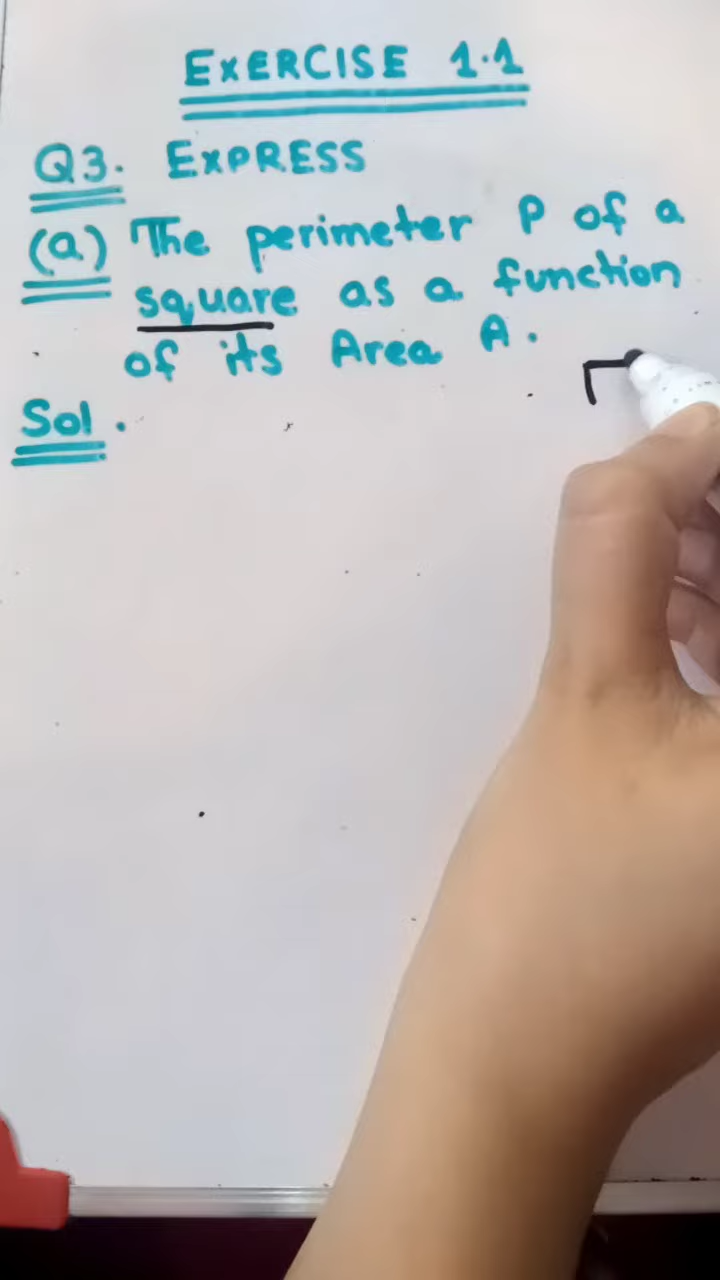 EXERCISE 1.1
Q3. EXPRESS
(a) The perimeter P of a
square as a function
of its Area A.
Sol.